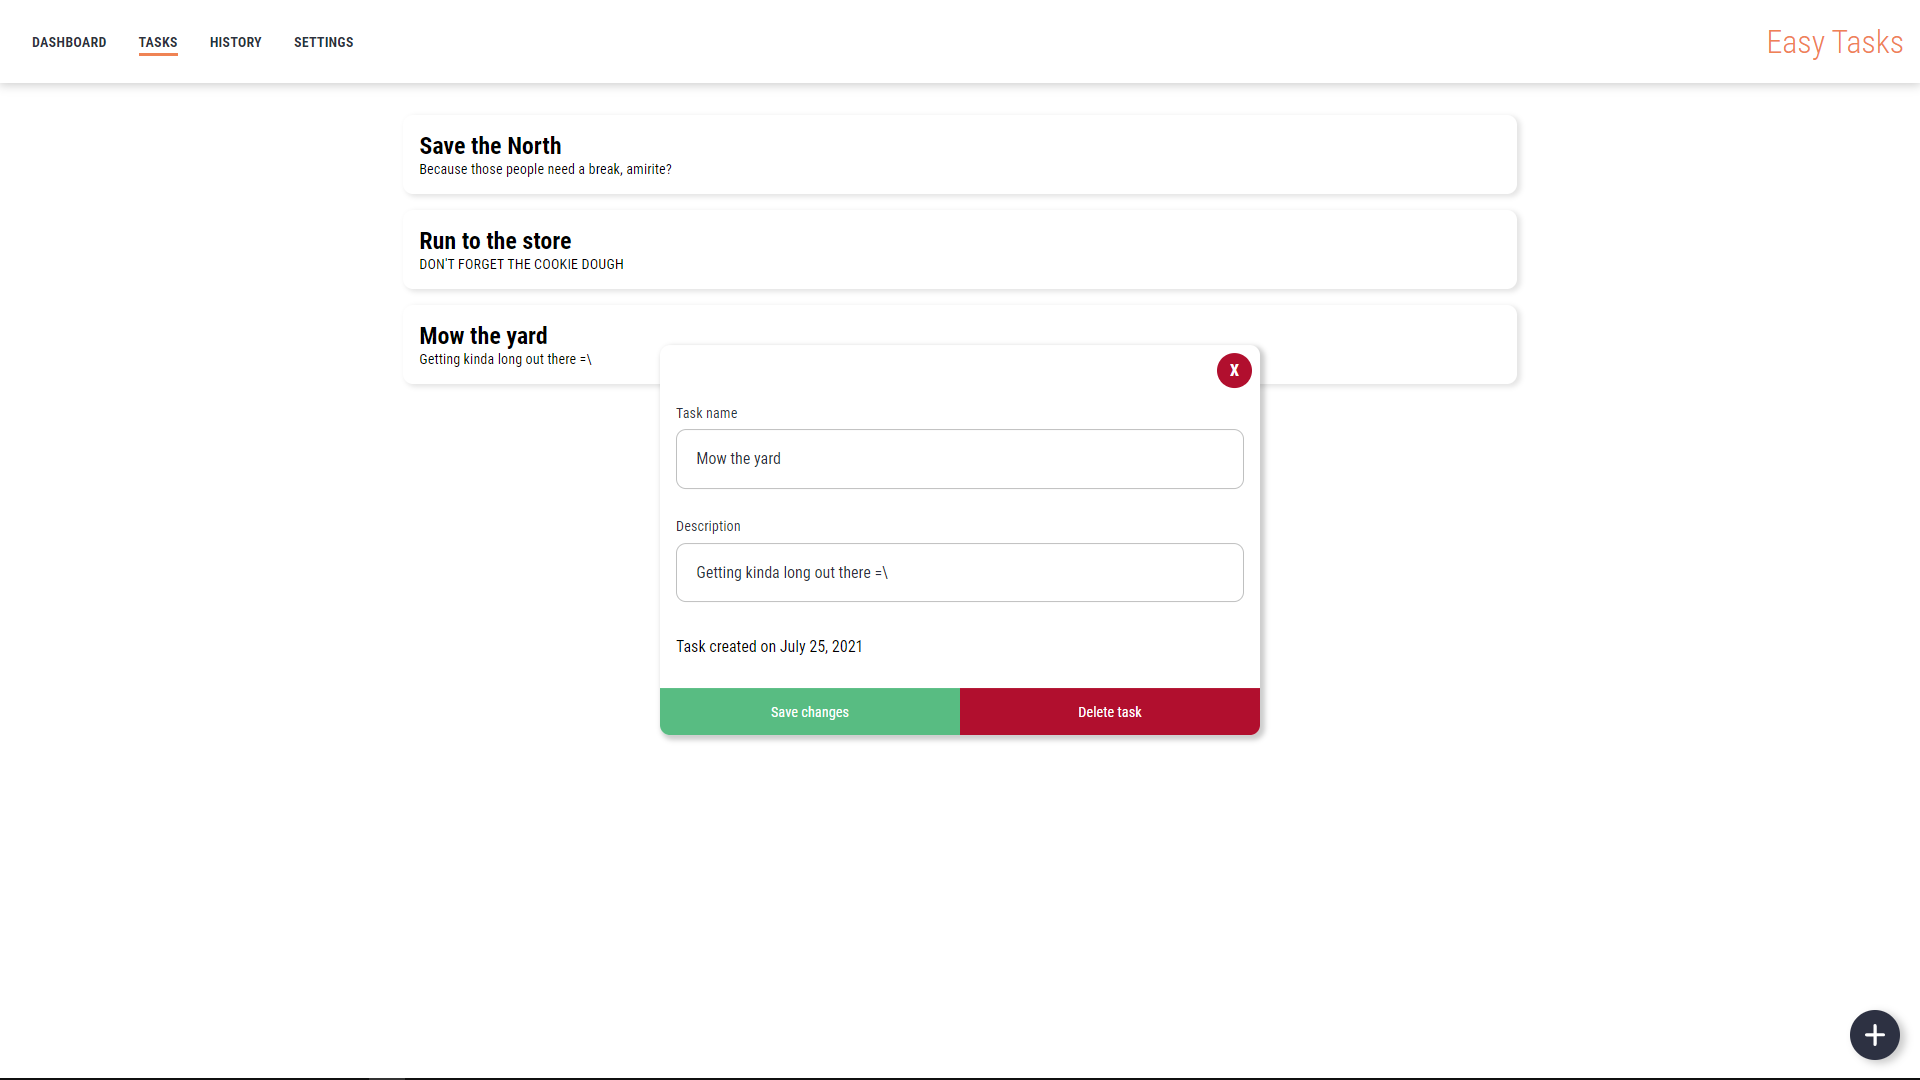 DASHBOARD TASKS HISTORY SETTINGS Easy Tasks
Save the North
Because those people need a break, amirite?
Run to the store
DON'T FORGET THE COOKIE DOUGH
Mow the yard
Getting kinda long out there =\
X
Task name
Mow the yard
Description
Getting kinda long out there =\
Task created on July 25, 2021
Save changes Delete task
+